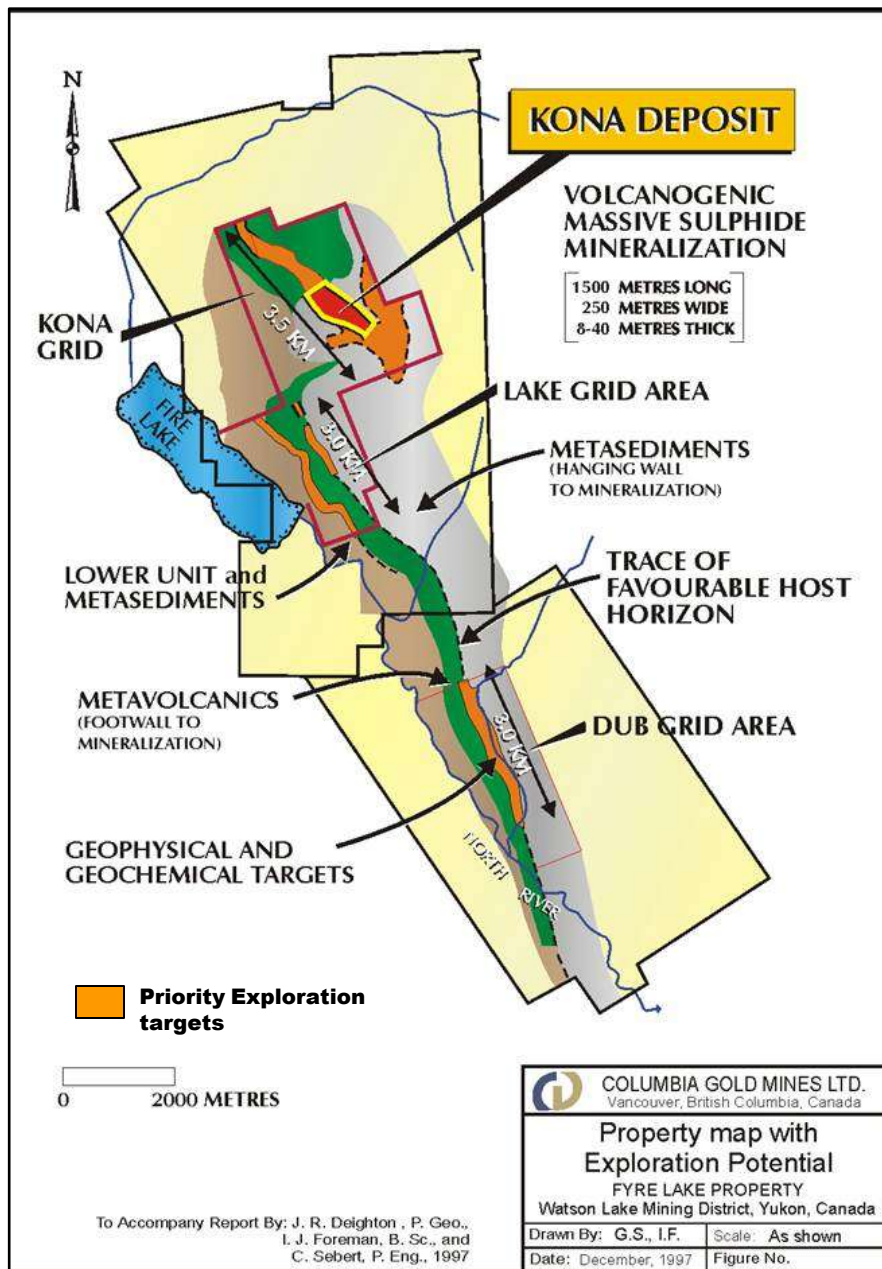 N
KONA DEPOSIT
VOLCANOGENIC
MASSIVE SULPHIDE
MINERALIZATION
1500 METRES LONG
250 METRES WIDE
8-40 METRES THICK
KONA
GRID
3.5 KM
FIRE
LAKE
LAKE GRID AREA
3.0 KM
METASEDIMENTS
(HANGING WALL
TO MINERALIZATION)
LOWER UNIT and
METASEDIMENTS
TRACE OF
FAVOURABLE HOST
HORIZON
METAVOLCANICS
(FOOTWALL TO
MINERALIZATION)
3.0 KM
DUB GRID AREA
GEOPHYSICAL AND
GEOCHEMICAL TARGETS
NORTH RIVER
Priority Exploration
targets
0 2000 METRES
COLUMBIA GOLD MINES LTD.
Vancouver, British Columbia, Canada
Property map with
Exploration Potential
FYRE LAKE PROPERTY
Watson Lake Mining District, Yukon, Canada
Drawn By: G.S., I.F. Scale: As shown
Date: December, 1997 Figure No.
To Accompany Report By: J. R. Deighton , P. Geo.,
I. J. Foreman, B. Sc., and
C. Sebert, P. Eng., 1997